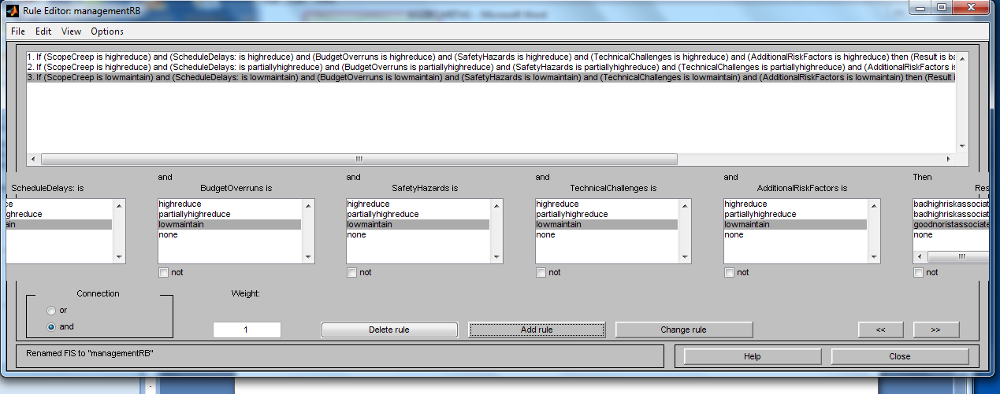 Rule Editor: managementRB
File Edit View Options
1. If (ScopeCreep is highreduce) and (ScheduleDelays: is highreduce) and (BudgetOverruns is highreduce) and (SafetyHazards is highreduce) and (TechnicalChallenges is highreduce) and (AdditionalRiskFactors is highreduce) then (Result is ba
2. If (ScopeCreep is highreduce) and (ScheduleDelays: is partiallyhighreduce) and (BudgetOverruns is partiallyhighreduce) and (SafetyHazards is partiallyhighreduce) and (TechnicalChallenges is partiallyhighreduce) and (AdditionalRiskFactors is
3. If (ScopeCreep is lowmaintain) and (ScheduleDelays: is lowmaintain) and (BudgetOverruns is lowmaintain) and (SafetyHazards is lowmaintain) and (TechnicalChallenges is lowmaintain) and (AdditionalRiskFactors is lowmaintain) then (Result i
and and and and Then
ScheduleDelays: is BudgetOverruns is SafetyHazards is TechnicalChallenges is AdditionalRiskFactors is Res
ce highreduce highreduce highreduce highreduce badhighriskassociat
ghreduce partiallyhighreduce partiallyhighreduce partiallyhighreduce partiallyhighreduce badhighriskassociat
ain lowmaintain lowmaintain lowmaintain lowmaintain goodnoristassociate
none none none none none
not not not not not
Connection Weight:
or
and 1 Delete rule Add rule Change rule << >>
Renamed FIS to "managementRB" Help Close